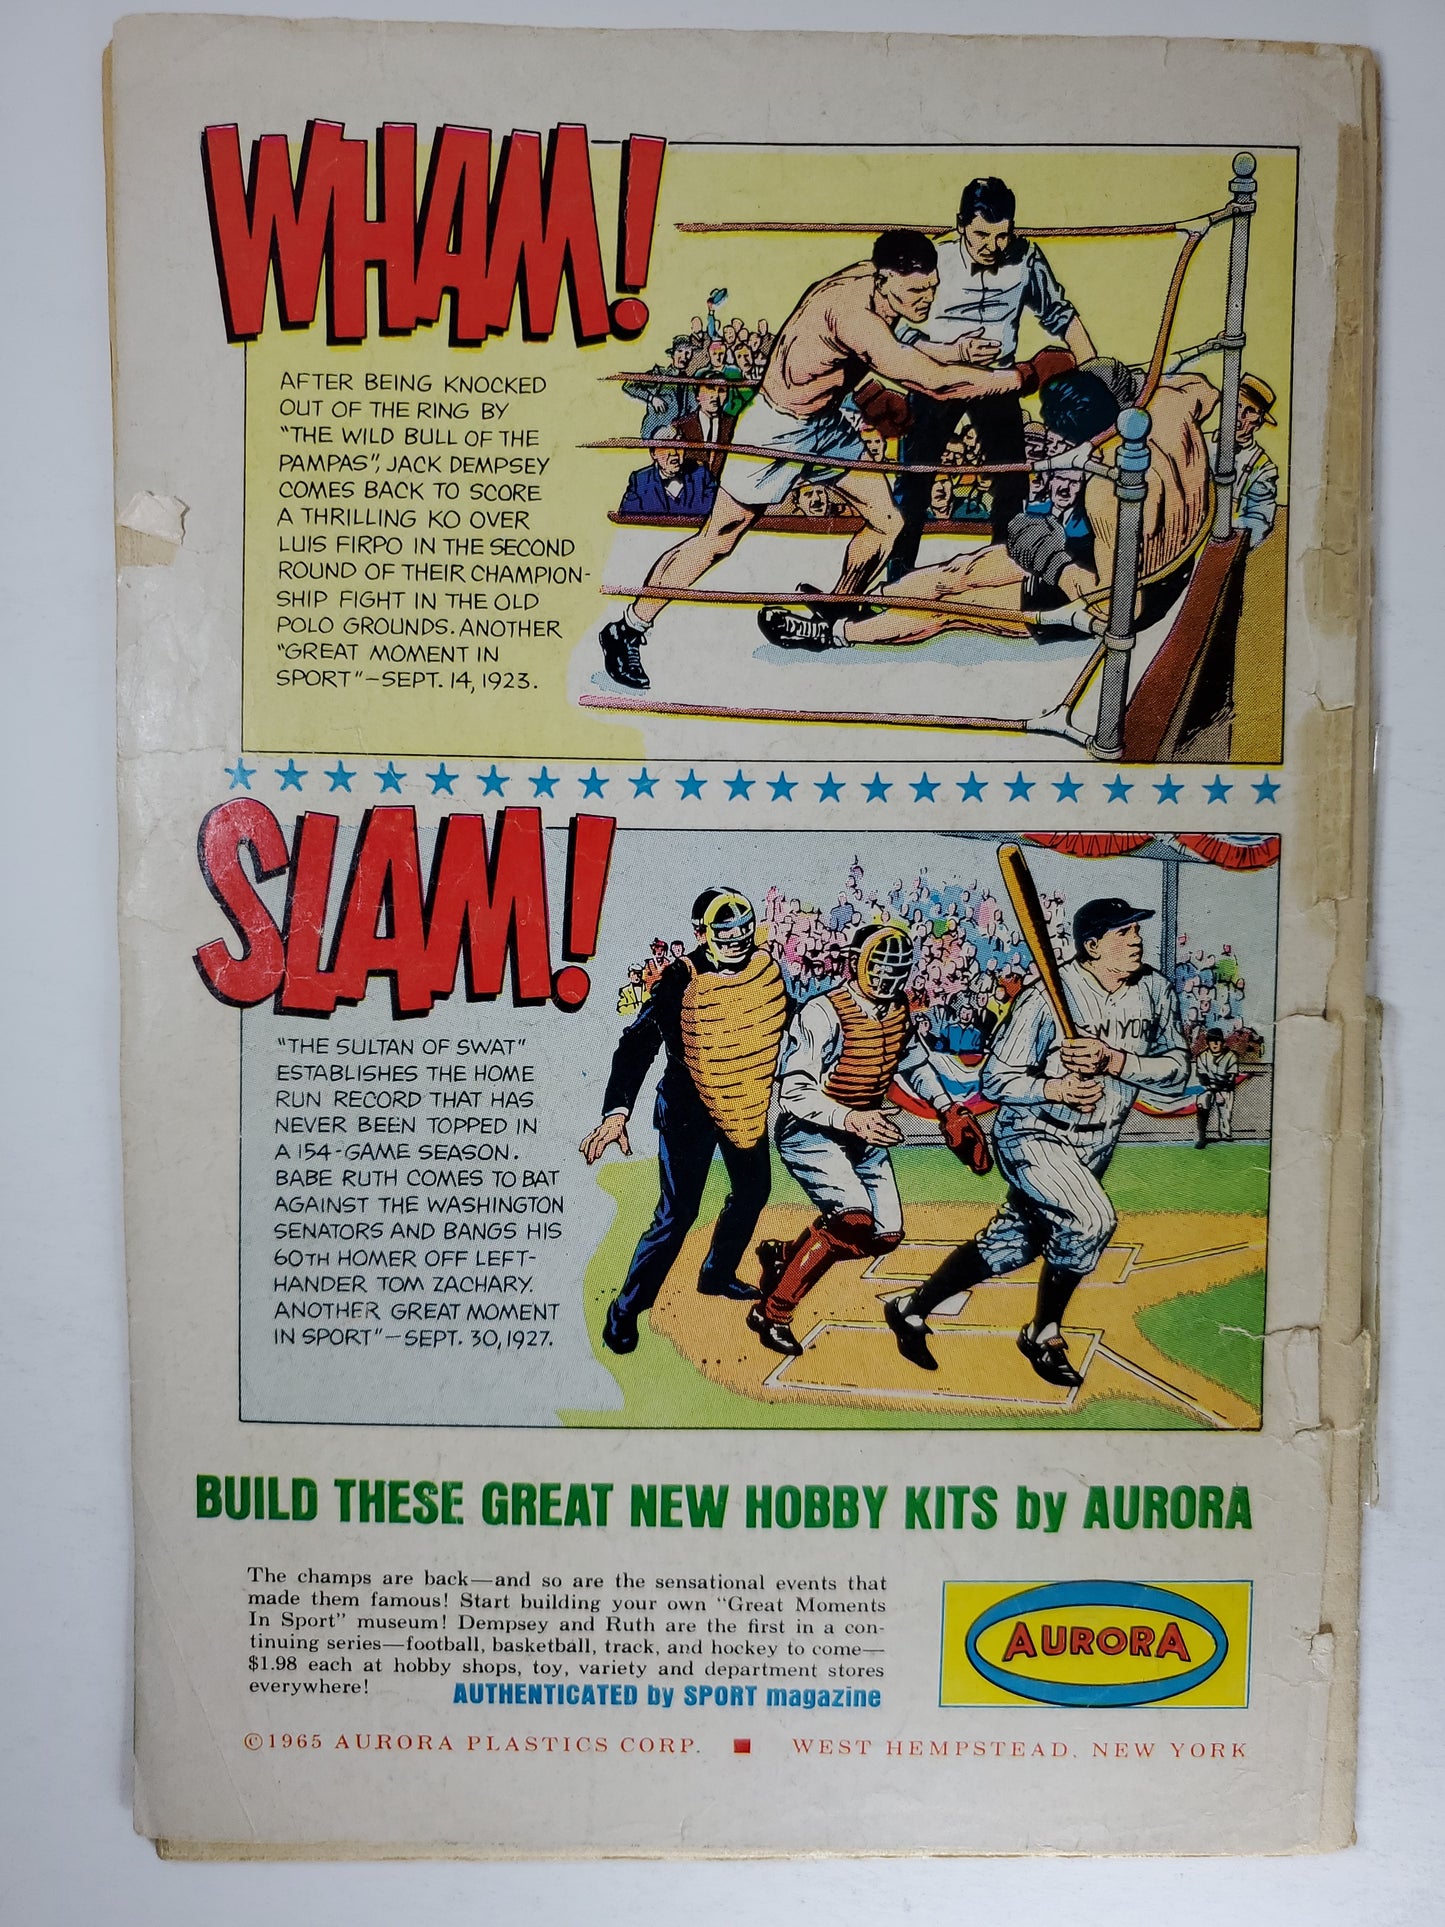 WHAM!
AFTER BEING KNOCKED
OUT OF THE RING BY
"THE WILD BULL OF THE
PAMPAS", JACK DEMPSEY
COMES BACK TO SCORE
A THRILLING KO OVER
LUIS FIRPO IN THE SECOND
ROUND OF THEIR CHAMPION-
SHIP FIGHT IN THE OLD
POLO GROUNDS. ANOTHER
"GREAT MOMENT IN
SPORT"—SEPT. 14, 1923.
SLAM!
"THE SULTAN OF SWAT"
ESTABLISHES THE HOME
RUN RECORD THAT HAS
NEVER BEEN TOPPED IN
A 154-GAME SEASON.
BABE RUTH COMES TO BAT
AGAINST THE WASHINGTON
SENATORS AND BANGS HIS
60TH HOMER OFF LEFT-
HANDER TOM ZACHARY.
ANOTHER GREAT MOMENT
IN SPORT"—SEPT. 30, 1927.
EW YORK
BUILD THESE GREAT NEW HOBBY KITS by AURORA
The champs are back—and so are the sensational events that
made them famous! Start building your own "Great Moments
In Sport" museum! Dempsey and Ruth are the first in a con-
tinuing series—football, basketball, track, and hockey to come—
$1.98 each at hobby shops, toy, variety and department stores
everywhere!
AUTHENTICATED by SPORT magazine
AURORA
©1965 AURORA PLASTICS CORP. ■ WEST HEMPSTEAD, NEW YORK